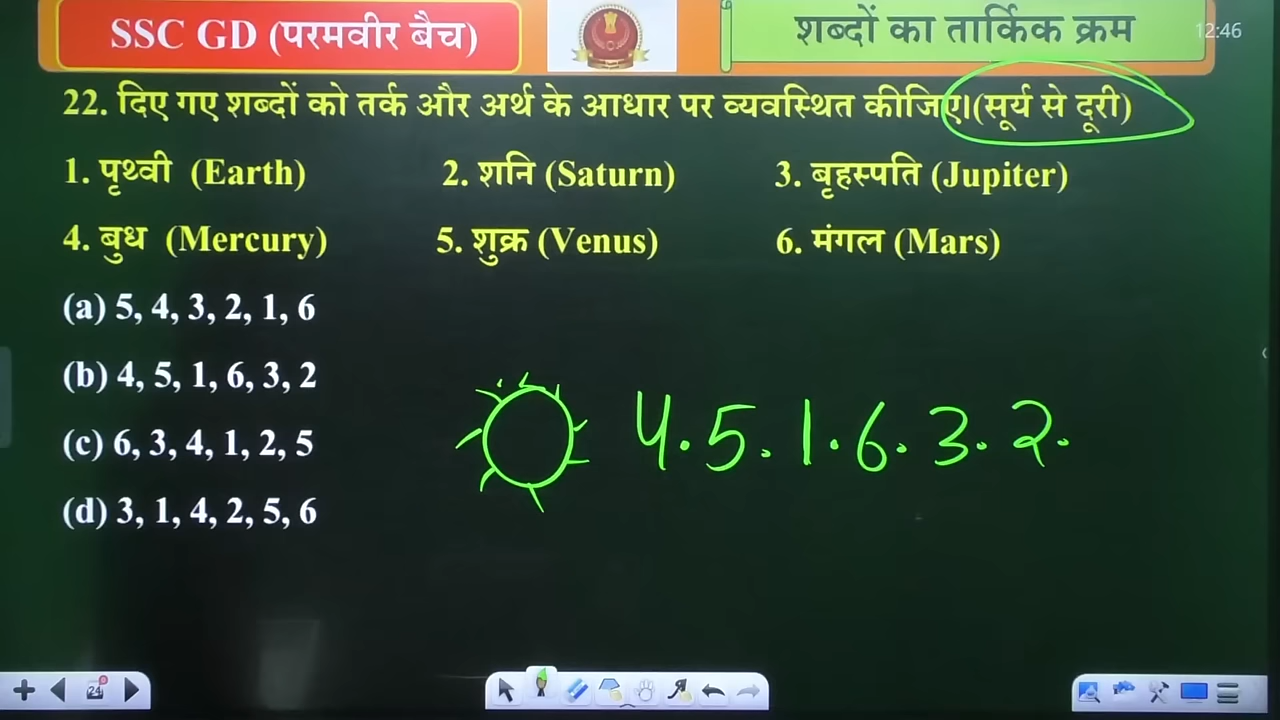 SSC GD (परमवीर बैच)
शब्दों का तार्किक क्रम
12:46
22. दिए गए शब्दों को तर्क और अर्थ के आधार पर व्यवस्थित कीजिए।(सूर्य से दूरी)
1. पृथ्वी (Earth) 2. शनि (Saturn) 3. बृहस्पति (Jupiter)
4. बुध (Mercury) 5. शुक्र (Venus) 6. मंगल (Mars)
(a) 5, 4, 3, 2, 1, 6
(b) 4, 5, 1, 6, 3, 2
(c) 6, 3, 4, 1, 2, 5
(d) 3, 1, 4, 2, 5, 6
4. 5. 1. 6. 3. 2.
24